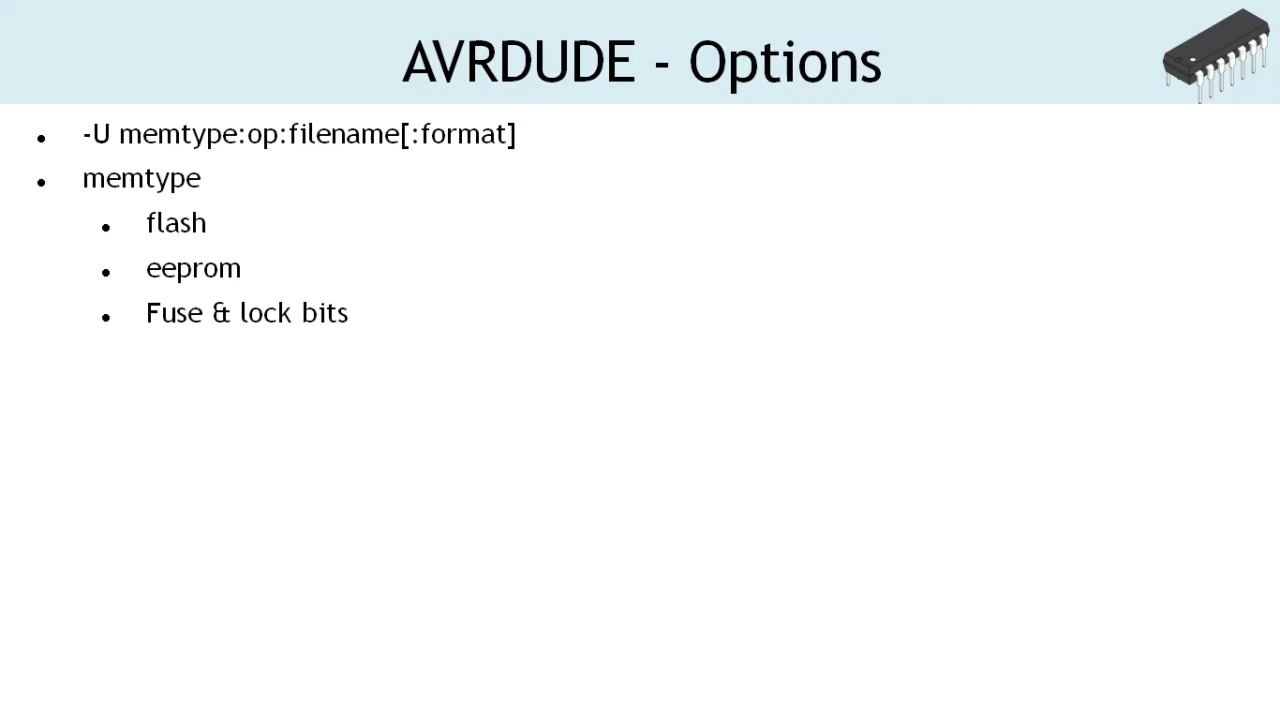 AVRDUDE - Options
-U memtype:op:filename[:format]
memtype
flash
eeprom
Fuse & lock bits